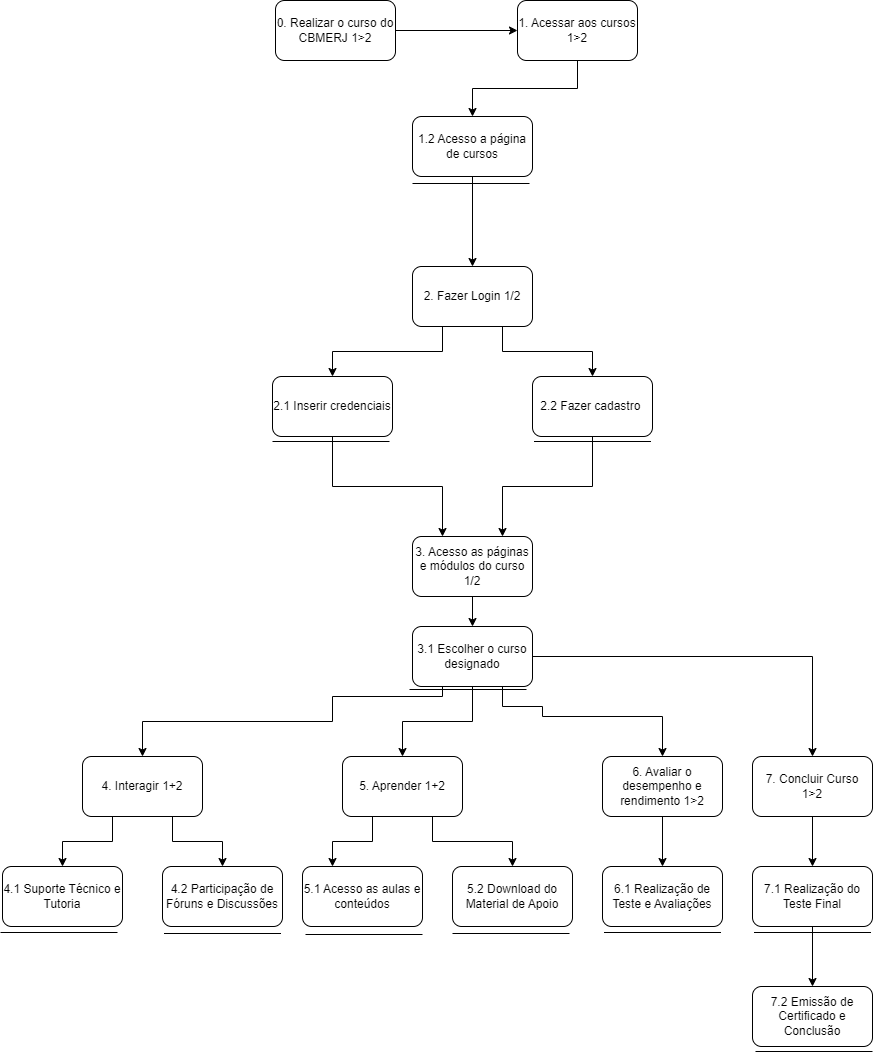 0. Realizar o curso do
CBMERJ 1>2
1. Acessar aos cursos
1>2
1.2 Acesso a página
de cursos
2. Fazer Login 1/2
2.1 Inserir credenciais
2.2 Fazer cadastro
3. Acesso as páginas
e módulos do curso
1/2
3.1 Escolher o curso
designado
4. Interagir 1+2
5. Aprender 1+2
6. Avaliar o
desempenho e
rendimento 1>2
7. Concluir Curso
1>2
4.1 Suporte Técnico e
Tutoria
4.2 Participação de
Fóruns e Discussões
5.1 Acesso as aulas e
conteúdos
5.2 Download do
Material de Apoio
6.1 Realização de
Teste e Avaliações
7.1 Realização do
Teste Final
7.2 Emissão de
Certificado e
Conclusão